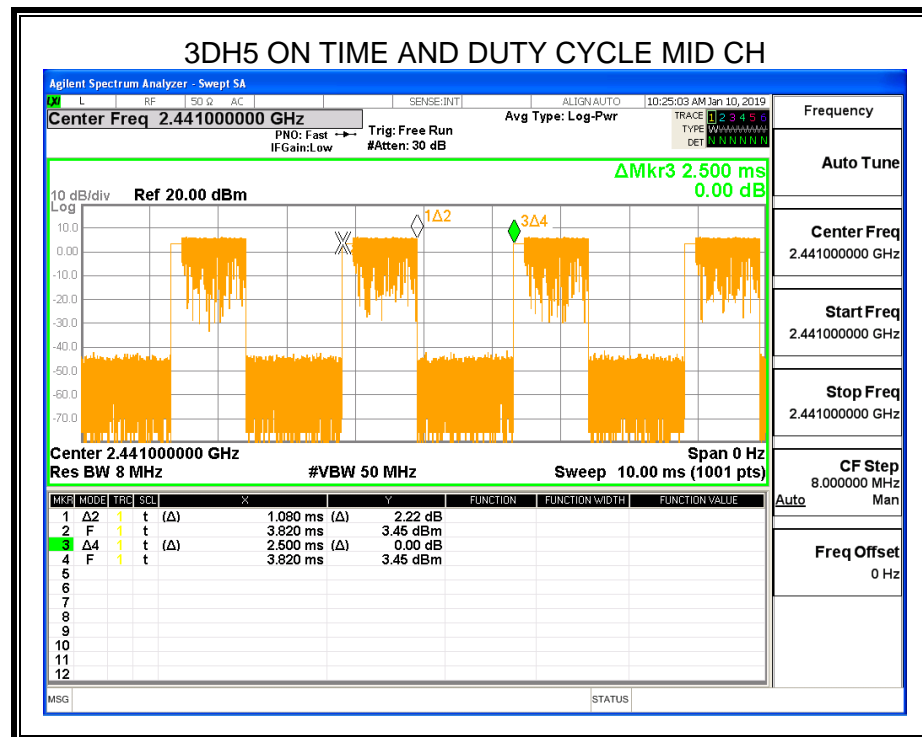 3DH5 ON TIME AND DUTY CYCLE MID CH
Agilent Spectrum Analyzer - Swept SA
LXI L RF 50 Ω AC SENSE:INT ALIGN AUTO 10:25:03 AM Jan 10, 2019
Center Freq 2.441000000 GHz
PNO: Fast
IFGain:Low
Trig: Free Run
#Atten: 30 dB
Avg Type: Log-Pwr
TRACE 1 2 3 4 5 6
TYPE W
DET N N N N N N
ΔMkr3 2.500 ms
0.00 dB
10 dB/div Ref 20.00 dBm
Log
10.0
0.00
-10.0
-20.0
-30.0
-40.0
-50.0
-60.0
-70.0
1Δ2
3Δ4
Center 2.441000000 GHz Span 0 Hz
Res BW 8 MHz #VBW 50 MHz Sweep 10.00 ms (1001 pts)
MKR MODE TRC SCL X Y FUNCTION FUNCTION WIDTH FUNCTION VALUE
1 Δ2 1 t (Δ) 1.080 ms (Δ) 2.22 dB
2 F 1 t 3.820 ms 3.45 dBm
3 Δ4 1 t (Δ) 2.500 ms (Δ) 0.00 dB
4 F 1 t 3.820 ms 3.45 dBm
5
6
7
8
9
10
11
12
MSG STATUS
Frequency
Auto Tune
Center Freq
2.441000000 GHz
Start Freq
2.441000000 GHz
Stop Freq
2.441000000 GHz
CF Step
8.000000 MHz
Auto Man
Freq Offset
0 Hz